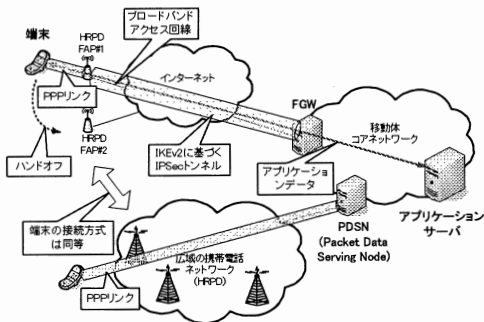 ブロードバンド
アクセス回線
端末
HRPD
FAP#1
インターネット
PPPリンク
FGW
HRPD
FAP#2
移動体
コアネットワーク
ハンドオフ
IKEv2に基づく
IPSecトンネル
アプリケーション
データ
アプリケーション
サーバ
端末の接続方式
は同等
PDSN
(Packet Data
Serving Node)
広域の携帯電話
ネットワーク
(HRPD)
PPPリンク